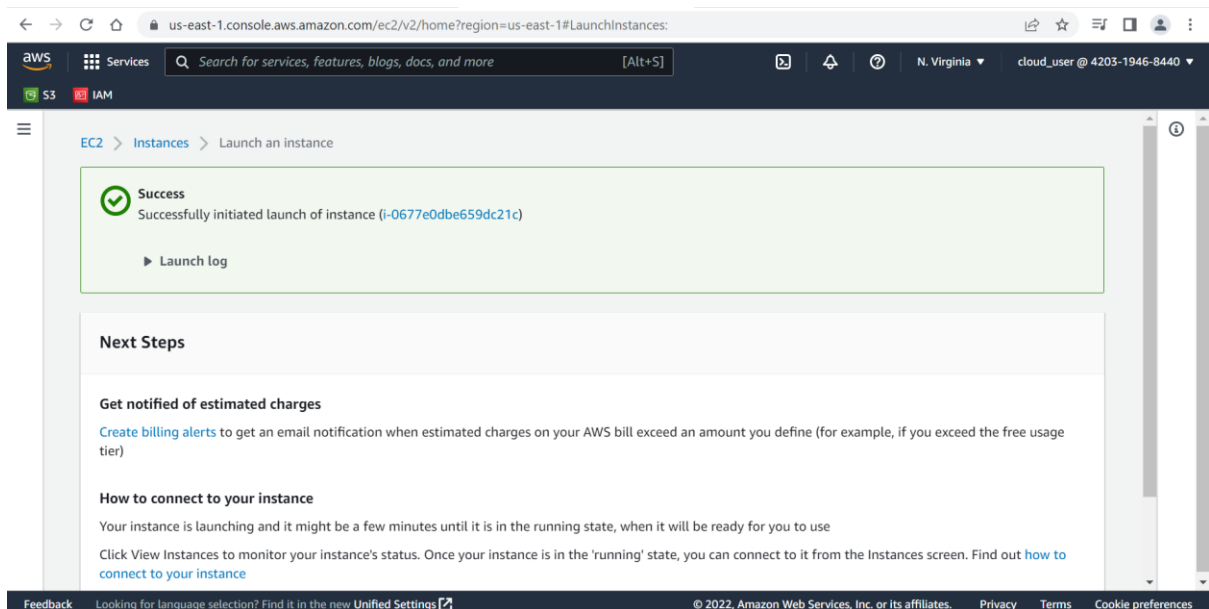 us-east-1.console.aws.amazon.com/ec2/v2/home?region=us-east-1#LaunchInstances:
aws Services Search for services, features, blogs, docs, and more [Alt+S] N. Virginia cloud_user @ 4203-1946-8440
S3 IAM
EC2 > Instances > Launch an instance
Success
Successfully initiated launch of instance (i-0677e0dbe659dc21c)
Launch log
Next Steps
Get notified of estimated charges
Create billing alerts to get an email notification when estimated charges on your AWS bill exceed an amount you define (for example, if you exceed the free usage
tier)
How to connect to your instance
Your instance is launching and it might be a few minutes until it is in the running state, when it will be ready for you to use
Click View Instances to monitor your instance's status. Once your instance is in the 'running' state, you can connect to it from the Instances screen. Find out how to
connect to your instance
Feedback Looking for language selection? Find it in the new Unified Settings © 2022, Amazon Web Services, Inc. or its affiliates. Privacy Terms Cookie preferences